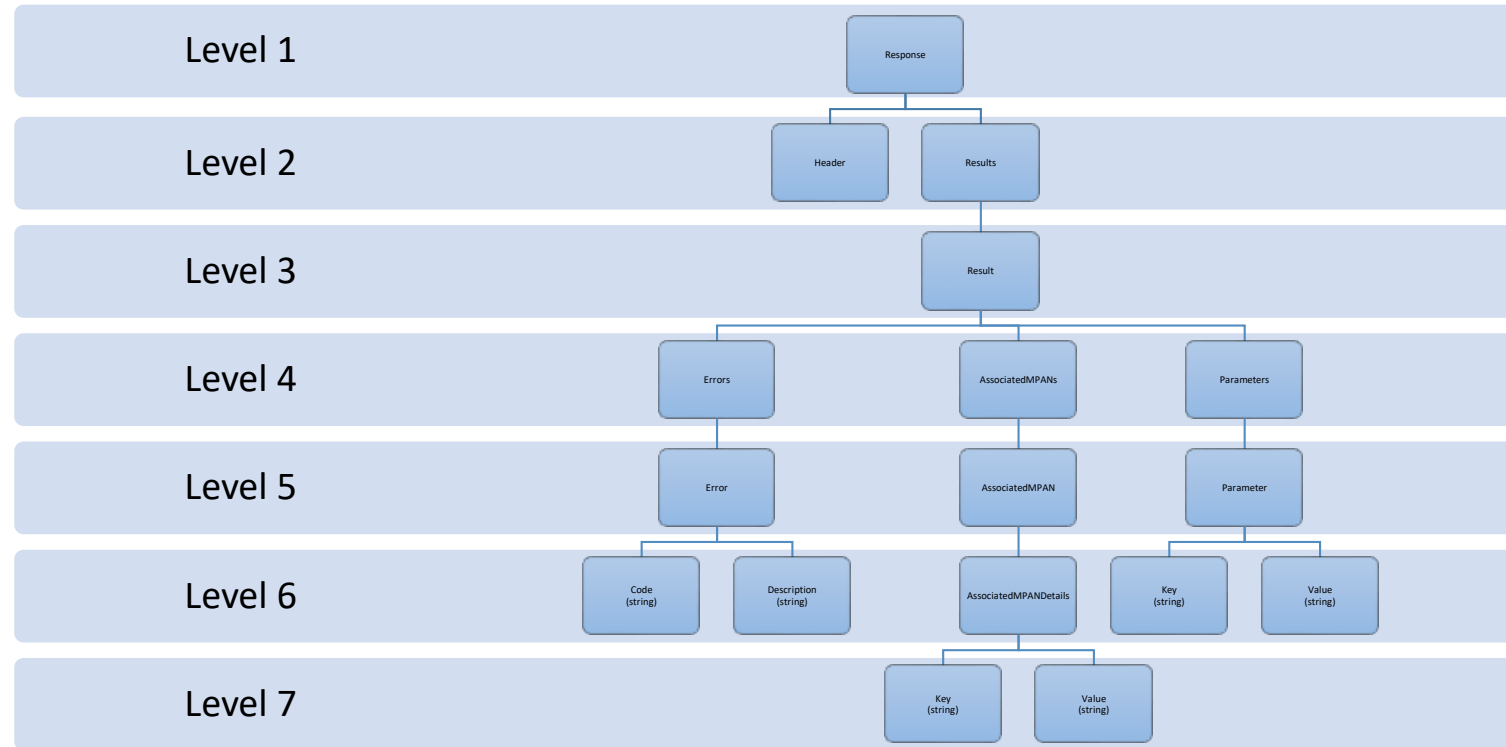 Level 1
Response
Level 2
Header
Results
Level 3
Result
Level 4
Errors
AssociatedMPANs
Parameters
Level 5
Error
AssociatedMPAN
Parameter
Level 6
Code
(string)
Description
(string)
AssociatedMPANDetails
Key
(string)
Value
(string)
Level 7
Key
(string)
Value
(string)